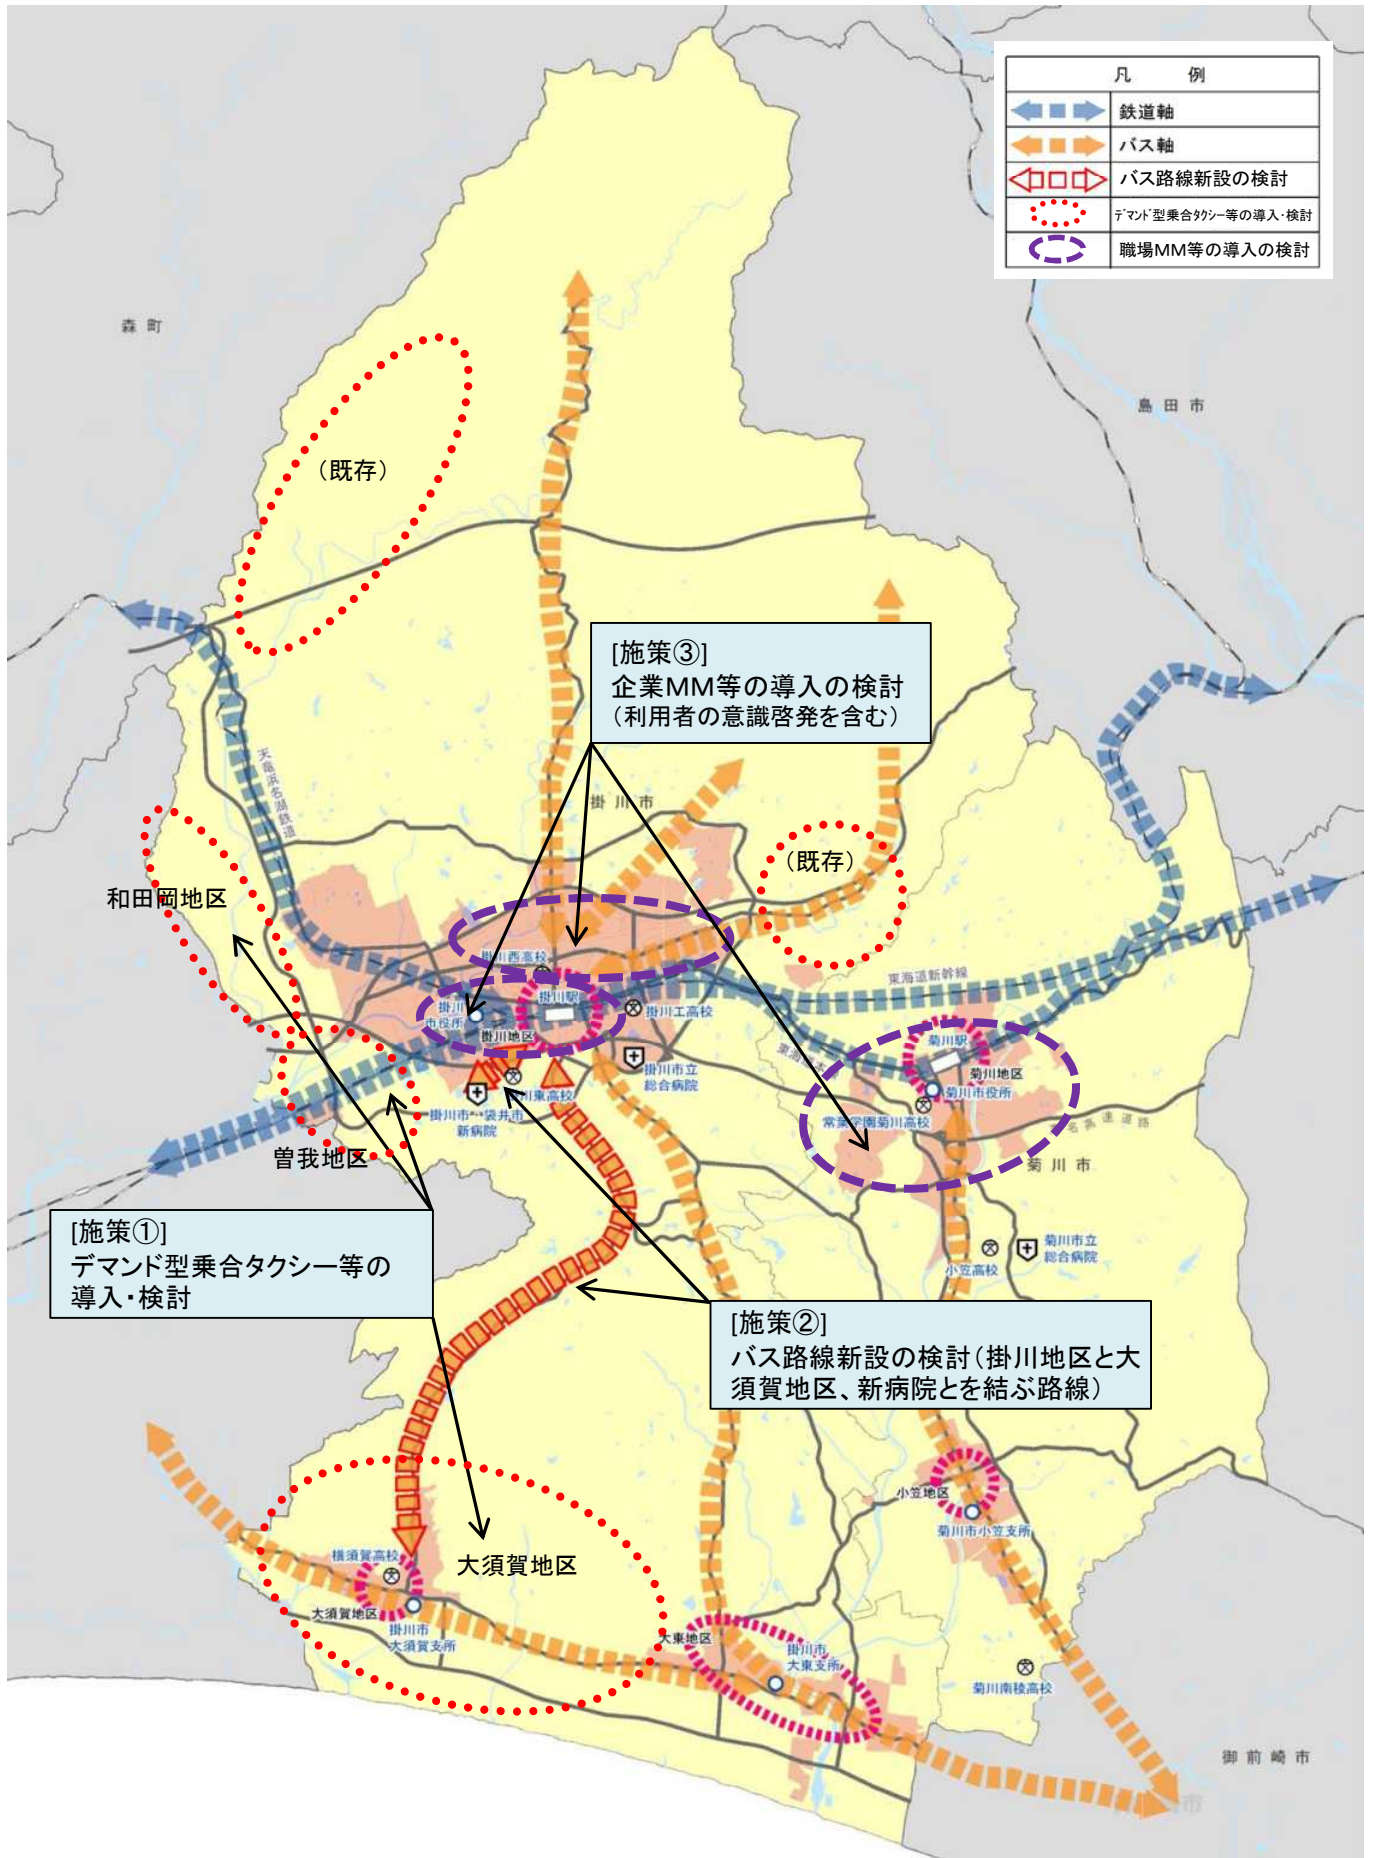 凡 例
鉄道軸
バス軸
バス路線新設の検討
デマンド型乗合タクシー等の導入・検討
職場MM等の導入の検討
森 町
島 田 市
（既存）
[施策③]
企業MM等の導入の検討
（利用者の意識啓発を含む）
天竜浜名湖鉄道
掛 川 市
（既存）
和田岡地区
掛川西高校
東海道新幹線
掛川駅
掛川
市役所
掛川工高校
掛川地区
菊川駅
菊川地区
掛川市立
総合病院
菊川市役所
川東高校
掛川市・袋井市
新病院
常葉学園菊川高校
名 高 速 道 路
曽我地区
菊 川 市
[施策①]
デマンド型乗合タクシー等の
導入・検討
菊川市立
総合病院
小笠高校
[施策②]
バス路線新設の検討（掛川地区と大
須賀地区、新病院とを結ぶ路線）
小笠地区
菊川市小笠支所
横須賀高校
大須賀地区
大須賀地区
掛川市
大須賀支所
大東地区
掛川市
大東支所
菊川南稜高校
御 前 崎 市